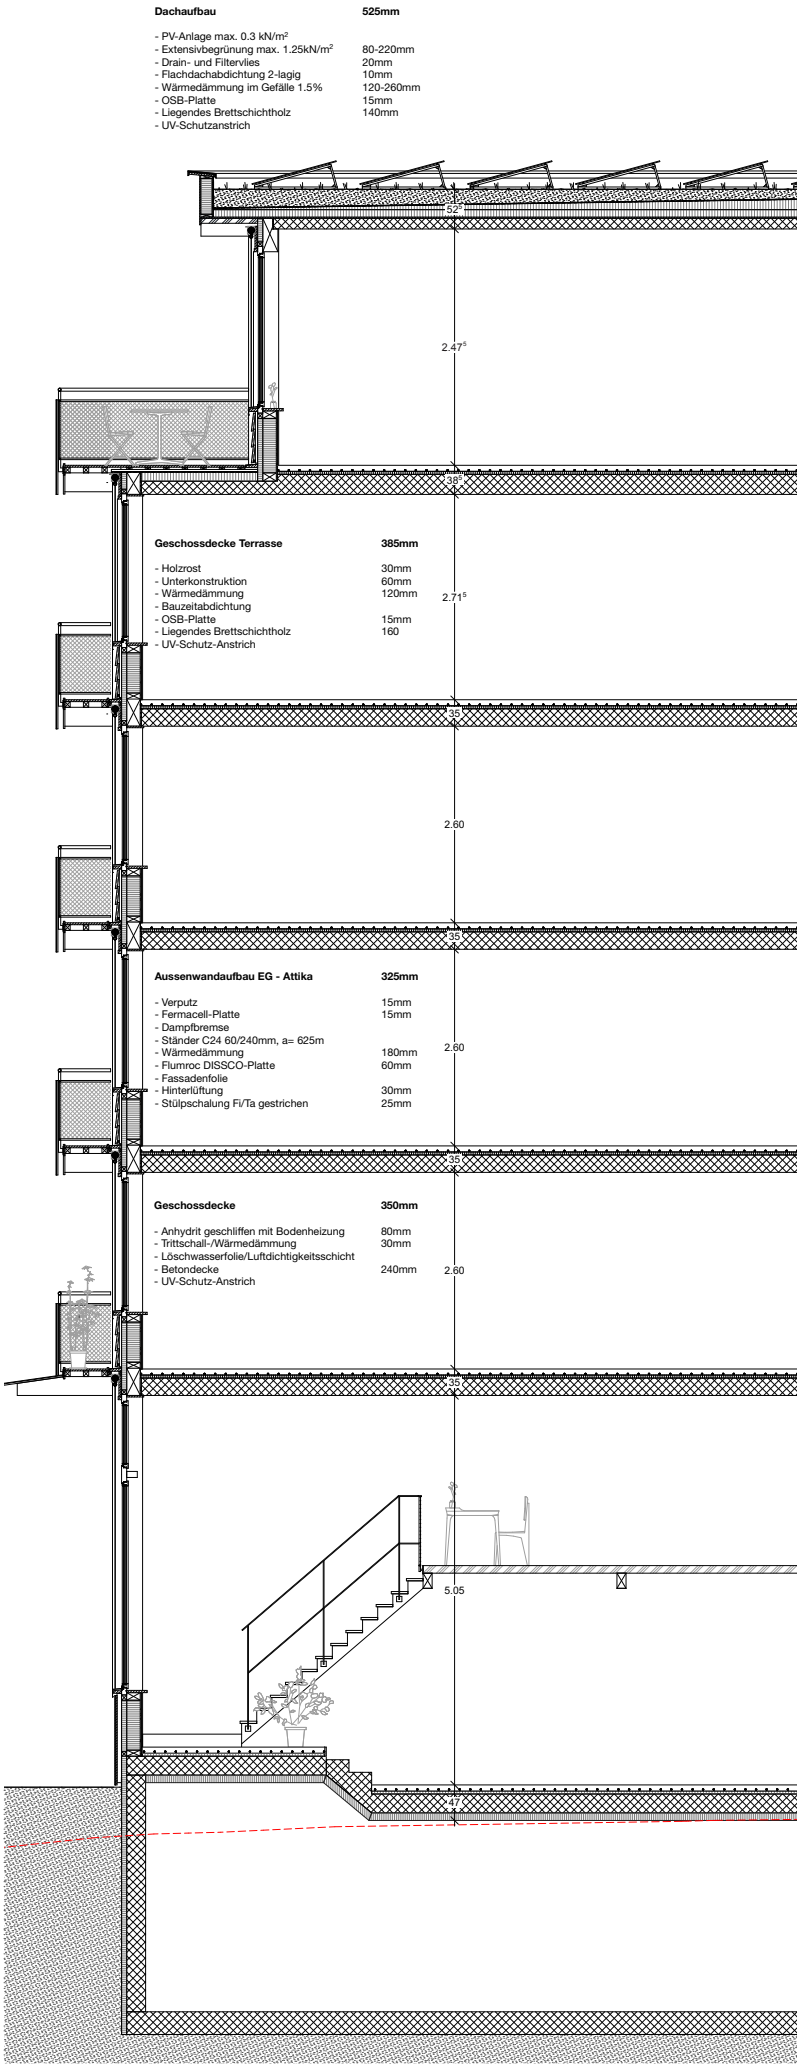 Dachaufbau 525mm
- PV-Anlage max. 0.3 kN/m²
- Extensivbegrünung max. 1.25kN/m² 80-220mm
- Drain- und Filtervlies 20mm
- Flachdachabdichtung 2-lagig 10mm
- Wärmedämmung im Gefälle 1.5% 120-260mm
- OSB-Platte 15mm
- Liegendes Brettschichtholz 140mm
- UV-Schutzanstrich
52⁵
2.47⁵
38⁵
Geschossdecke Terrasse 385mm
- Holzrost 30mm
- Unterkonstruktion 60mm
- Wärmedämmung 120mm
2.71⁵
- Bauzeitabdichtung
- OSB-Platte 15mm
- Liegendes Brettschichtholz 160
- UV-Schutz-Anstrich
35
2.60
35
Aussenwandaufbau EG - Attika 325mm
- Verputz 15mm
- Fermacell-Platte 15mm
- Dampfbremse
- Ständer C24 60/240mm, a= 625m
2.60
- Wärmedämmung 180mm
- Flumroc DISSCO-Platte 60mm
- Fassadenfolie
- Hinterlüftung 30mm
- Stülpschalung Fi/Ta gestrichen 25mm
35
Geschossdecke 350mm
- Anhydrit geschliffen mit Bodenheizung 80mm
- Trittschall-/Wärmedämmung 30mm
- Löschwasserfolie/Luftdichtigkeitsschicht
- Betondecke 240mm
2.60
- UV-Schutz-Anstrich
35
5.05
47